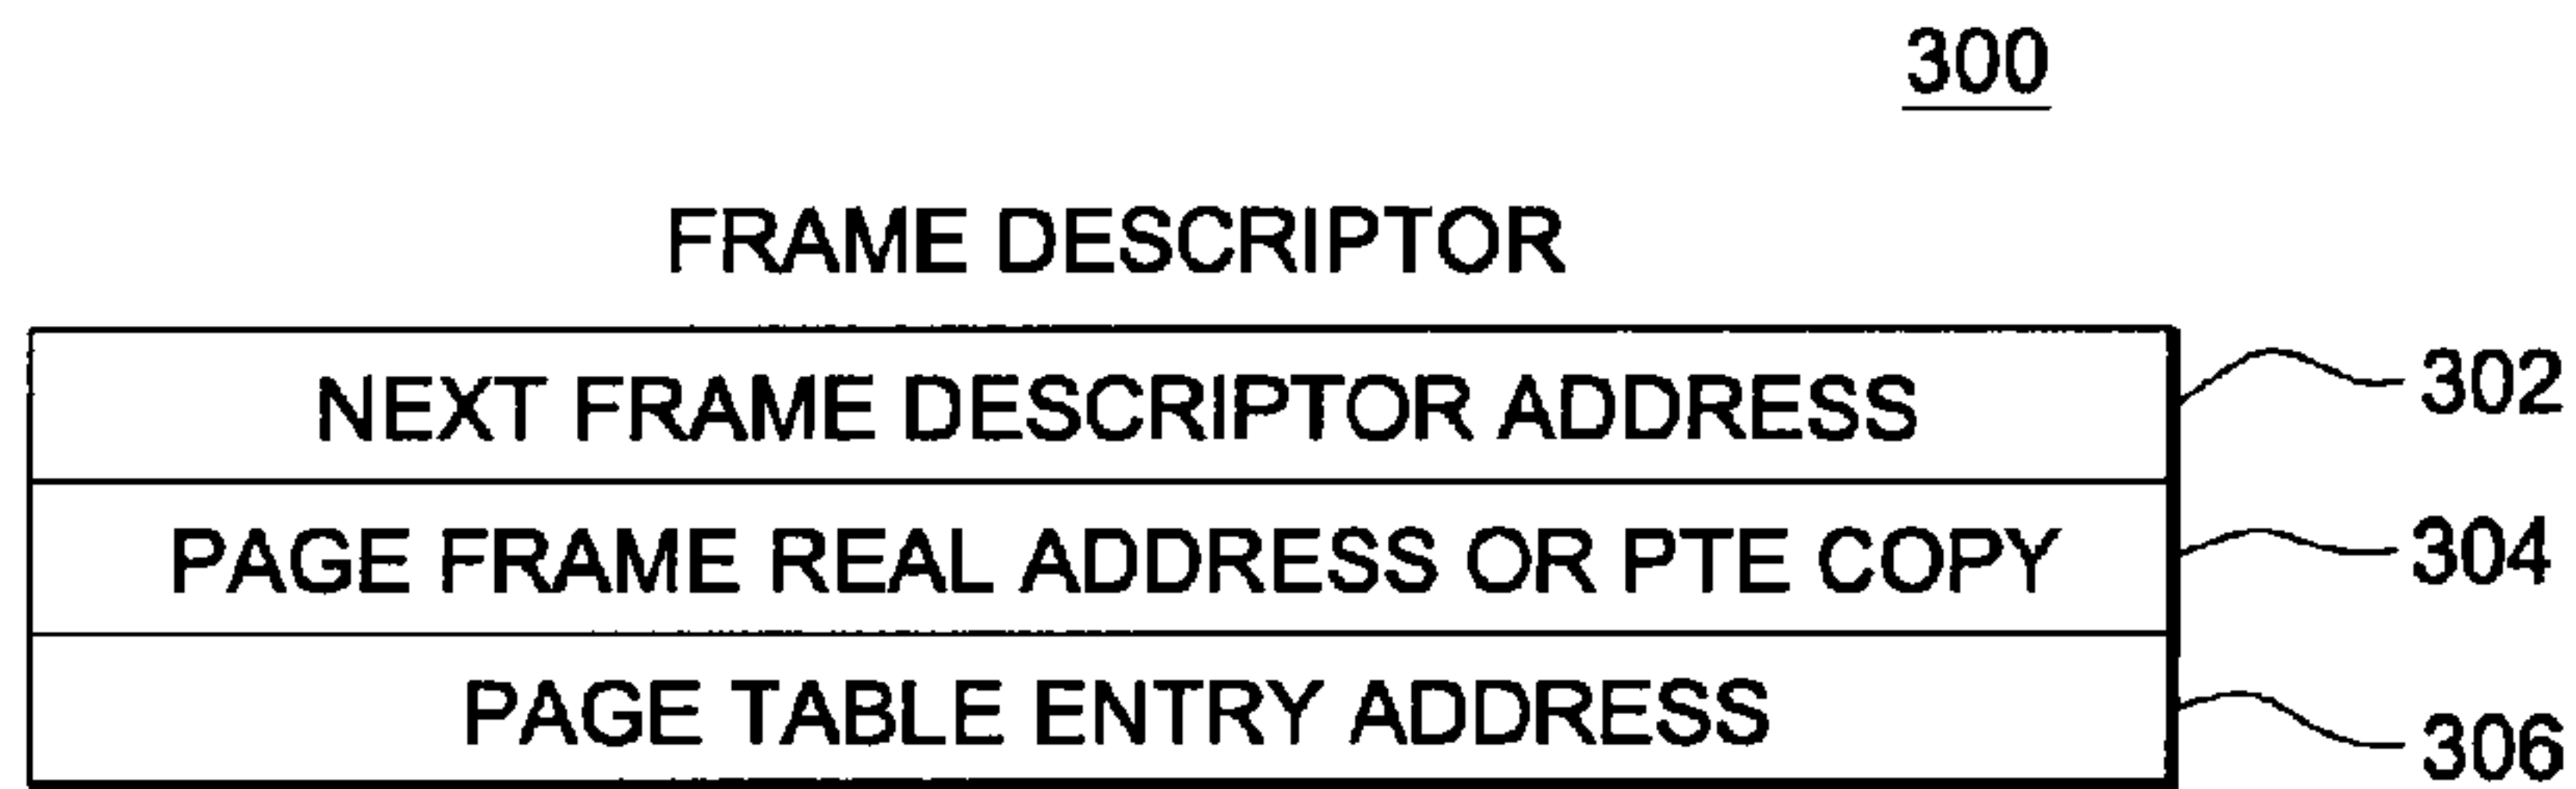 300
FRAME DESCRIPTOR
NEXT FRAME DESCRIPTOR ADDRESS 302
PAGE FRAME REAL ADDRESS OR PTE COPY 304
PAGE TABLE ENTRY ADDRESS 306